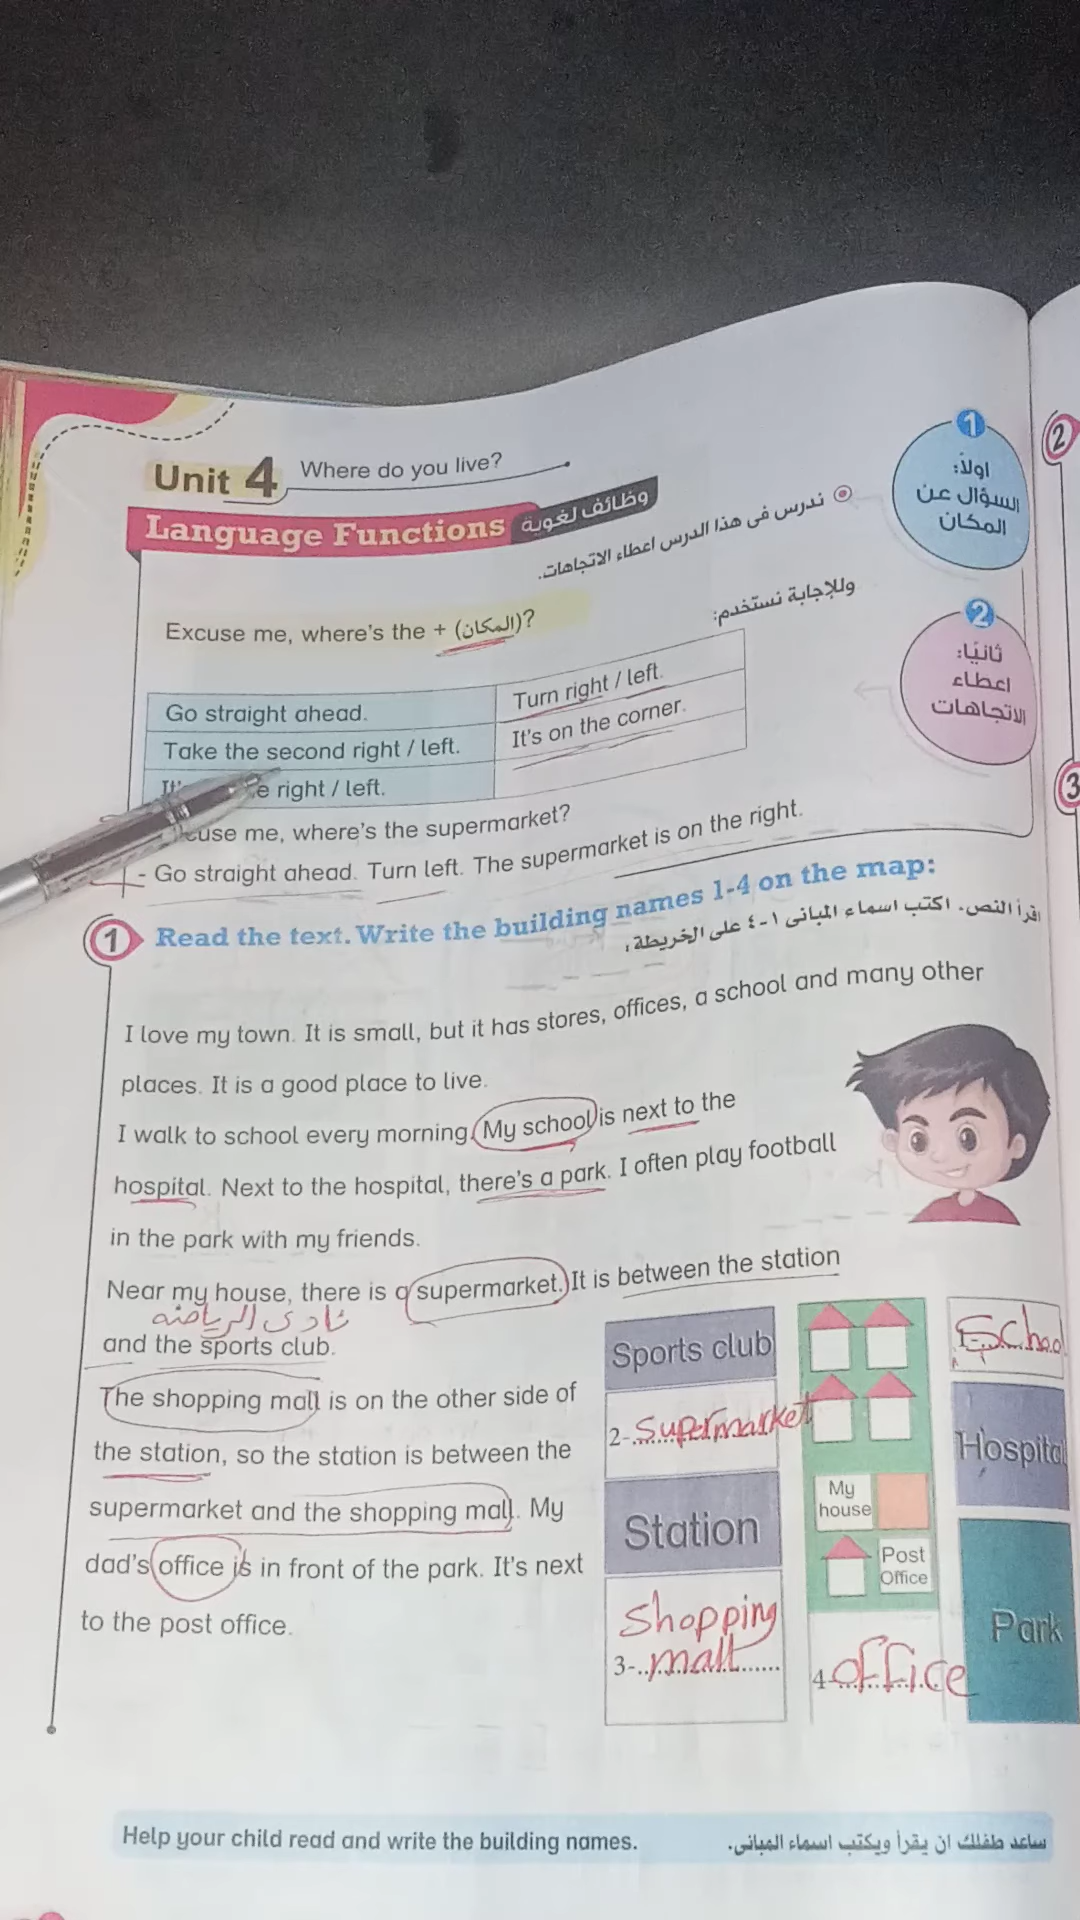 Unit 4 Where do you live?
Language Functions وظائف لغوية
ندرس فى هذا الدرس اعطاء الاتجاهات.
1
اولاً:
السؤال عن
المكان
Excuse me, where's the + (المكان)?
وللإجابة نستخدم:
2
ثانيًا:
اعطاء
الاتجاهات
Go straight ahead. Turn right / left.
Take the second right / left. It's on the corner.
right / left.
me, where's the supermarket?
- Go straight ahead. Turn left. The supermarket is on the right.
1 Read the text. Write the building names 1-4 on the map:
اقرأ النص. اكتب اسماء المبانى ١-٤ على الخريطة:
I love my town. It is small, but it has stores, offices, a school and many other
places. It is a good place to live.
I walk to school every morning. My school is next to the
hospital. Next to the hospital, there's a park. I often play football
in the park with my friends.
Near my house, there is a supermarket. It is between the station
نادى الرياضه
and the sports club.
The shopping mall is on the other side of
the station, so the station is between the
supermarket and the shopping mall. My
dad's office is in front of the park. It's next
to the post office.
Sports club
2- Supermarket
Station
3- Shopping
mall
My
house
Post
Office
4- office
1- School
Hospital
Park
Help your child read and write the building names.
ساعد طفلك ان يقرأ ويكتب اسماء المبانى.
2
3